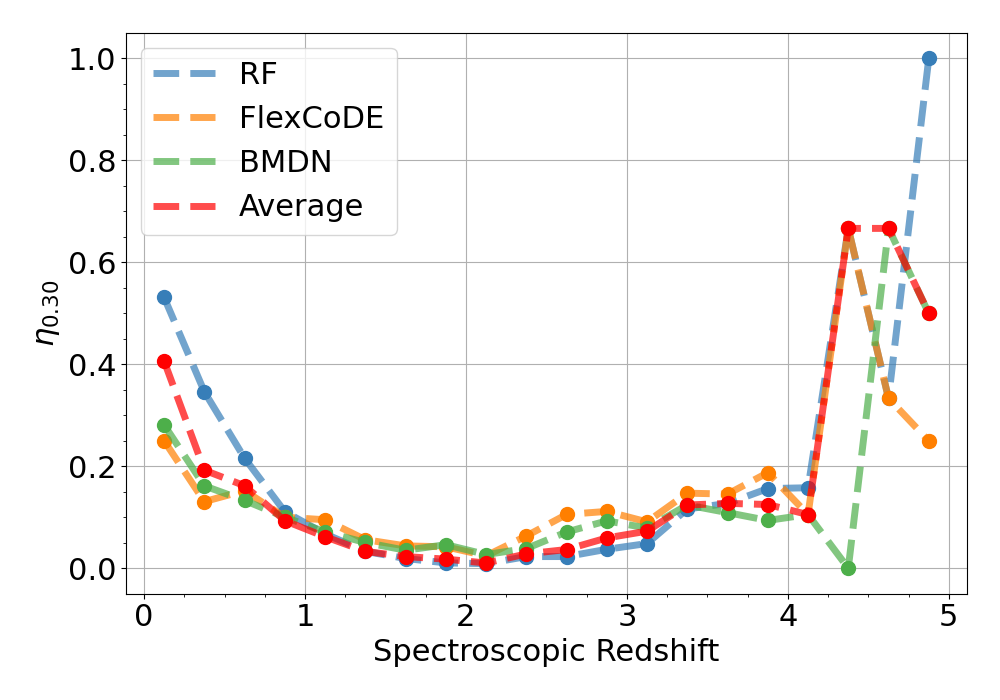 1.0
0.8
0.6
0.4
0.2
0.0
η0.30
RF
FlexCoDE
BMDN
Average
0 1 2 3 4 5
Spectroscopic Redshift